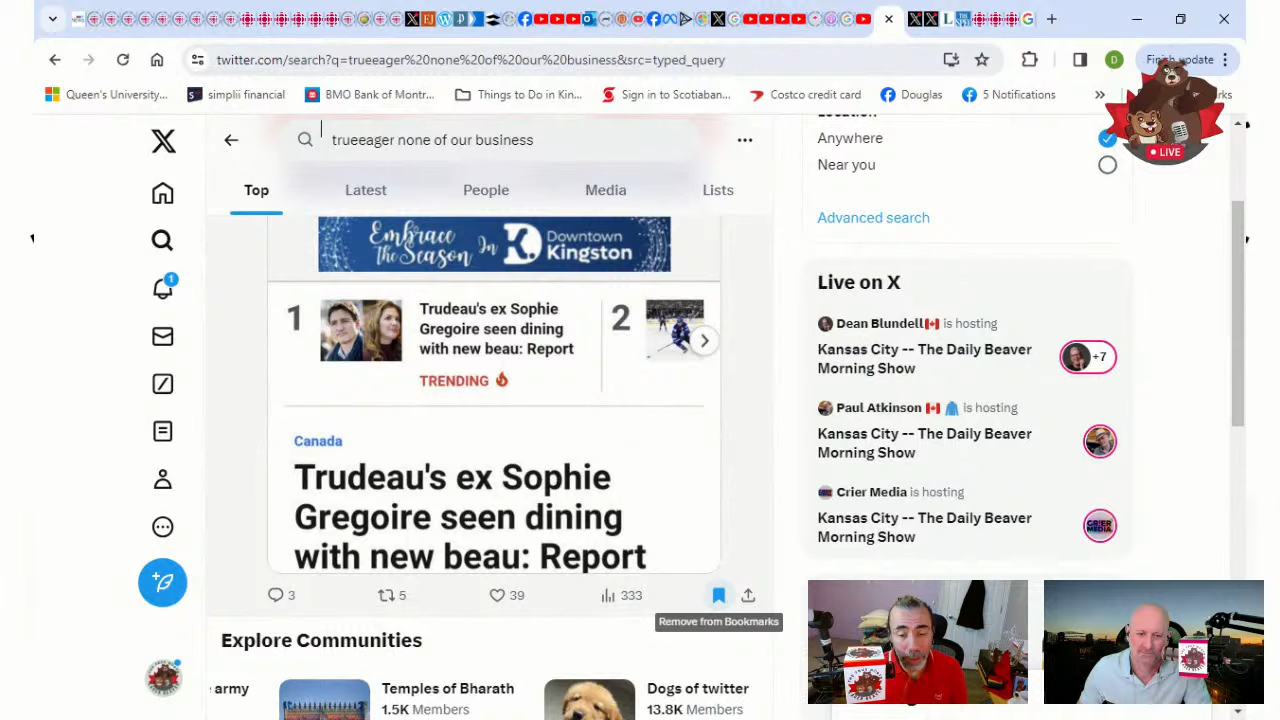 twitter.com/search?q=trueeager%20none%20of%20our%20business&src=typed_query
D
Finish update
Queen's University,...
simplii financial
BMO Bank of Montr...
Things to Do in Kin...
Sign in to Scotiaban...
Costco credit card
Douglas
5 Notifications
»
LIVE
trueeager none of our business
Top
Latest
People
Media
Lists
Embrace the Season In
Downtown
Kingston
1
Trudeau's ex Sophie
Gregoire seen dining
with new beau: Report
TRENDING
2
Canada
Trudeau's ex Sophie
Gregoire seen dining
with new beau: Report
3
5
39
333
Remove from Bookmarks
Explore Communities
army
Temples of Bharath
1.5K Members
Dogs of twitter
13.8K Members
1
Anywhere
Near you
Advanced search
Live on X
Dean Blundell is hosting
Kansas City -- The Daily Beaver
Morning Show
+7
Paul Atkinson is hosting
Kansas City -- The Daily Beaver
Morning Show
Crier Media is hosting
Kansas City -- The Daily Beaver
Morning Show